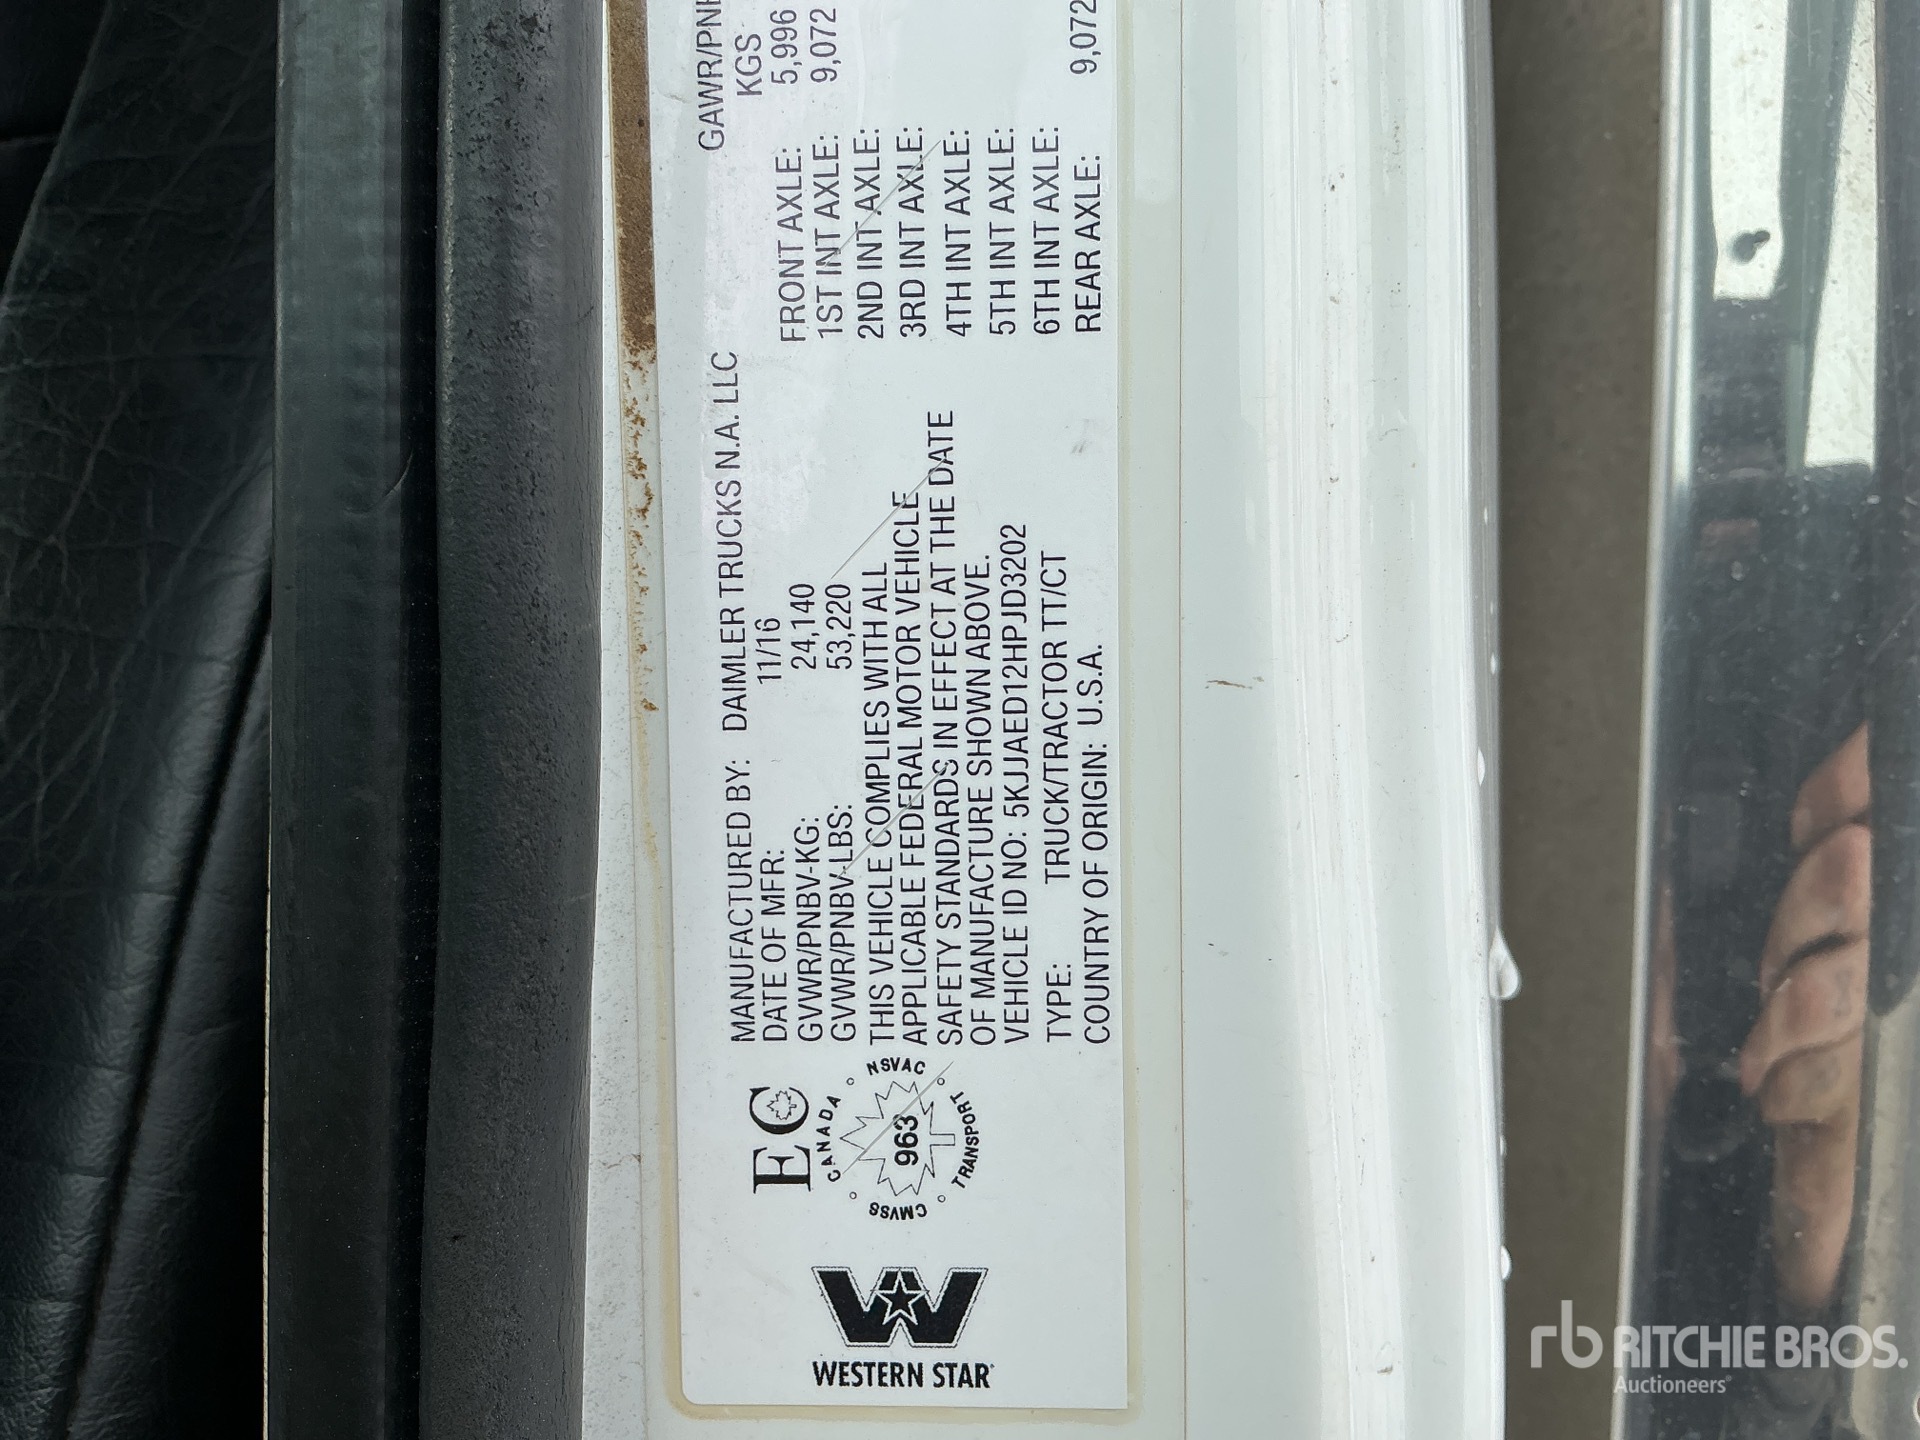 MANUFACTURED BY: DAIMLER TRUCKS N.A. LLC
DATE OF MFR: 11/16
GVWR/PNBV-KG: 24,140
GVWR/PNBV-LBS: 53,220
THIS VEHICLE COMPLIES WITH ALL
APPLICABLE FEDERAL MOTOR VEHICLE
SAFETY STANDARDS IN EFFECT AT THE DATE
OF MANUFACTURE SHOWN ABOVE.
VEHICLE ID NO: 5KJJAED12HPJD3202
TYPE: TRUCK/TRACTOR TT/CT
COUNTRY OF ORIGIN: U.S.A.
KGS
FRONT AXLE: 5,996
1ST INT AXLE: 9,072
2ND INT AXLE:
3RD INT AXLE:
4TH INT AXLE:
5TH INT AXLE:
6TH INT AXLE:
REAR AXLE: 9,072
EC
CANADA
NSVAC
963
CMVSS
TRANSPORT
WESTERN STAR
rb RITCHIE BROS.
Auctioneers